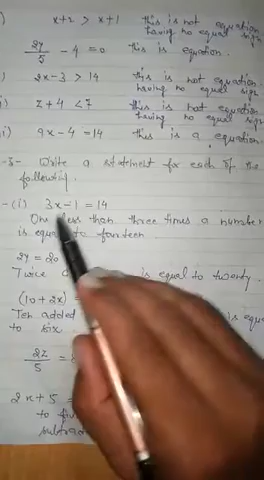 ) x+2 > x+1 this is not equation
having no equal sign
2y/5 - 4 = 0 this is equation.
) 2x-3 > 14 this is not equation
having no equal sign
) z+4 < 7 this is not equation
having no equal sign
i) 9x-4 = 14 this is a equation.
-3- Write a statement for each of the
following.
-(i) 3x-1 = 14
One less than three times a number
is equal to forteen
2y = 20
Twice is equal to twenty.
(10+2x) =
Ten added is equa
to six
2z/5 =
2x+5 =
to
subtra